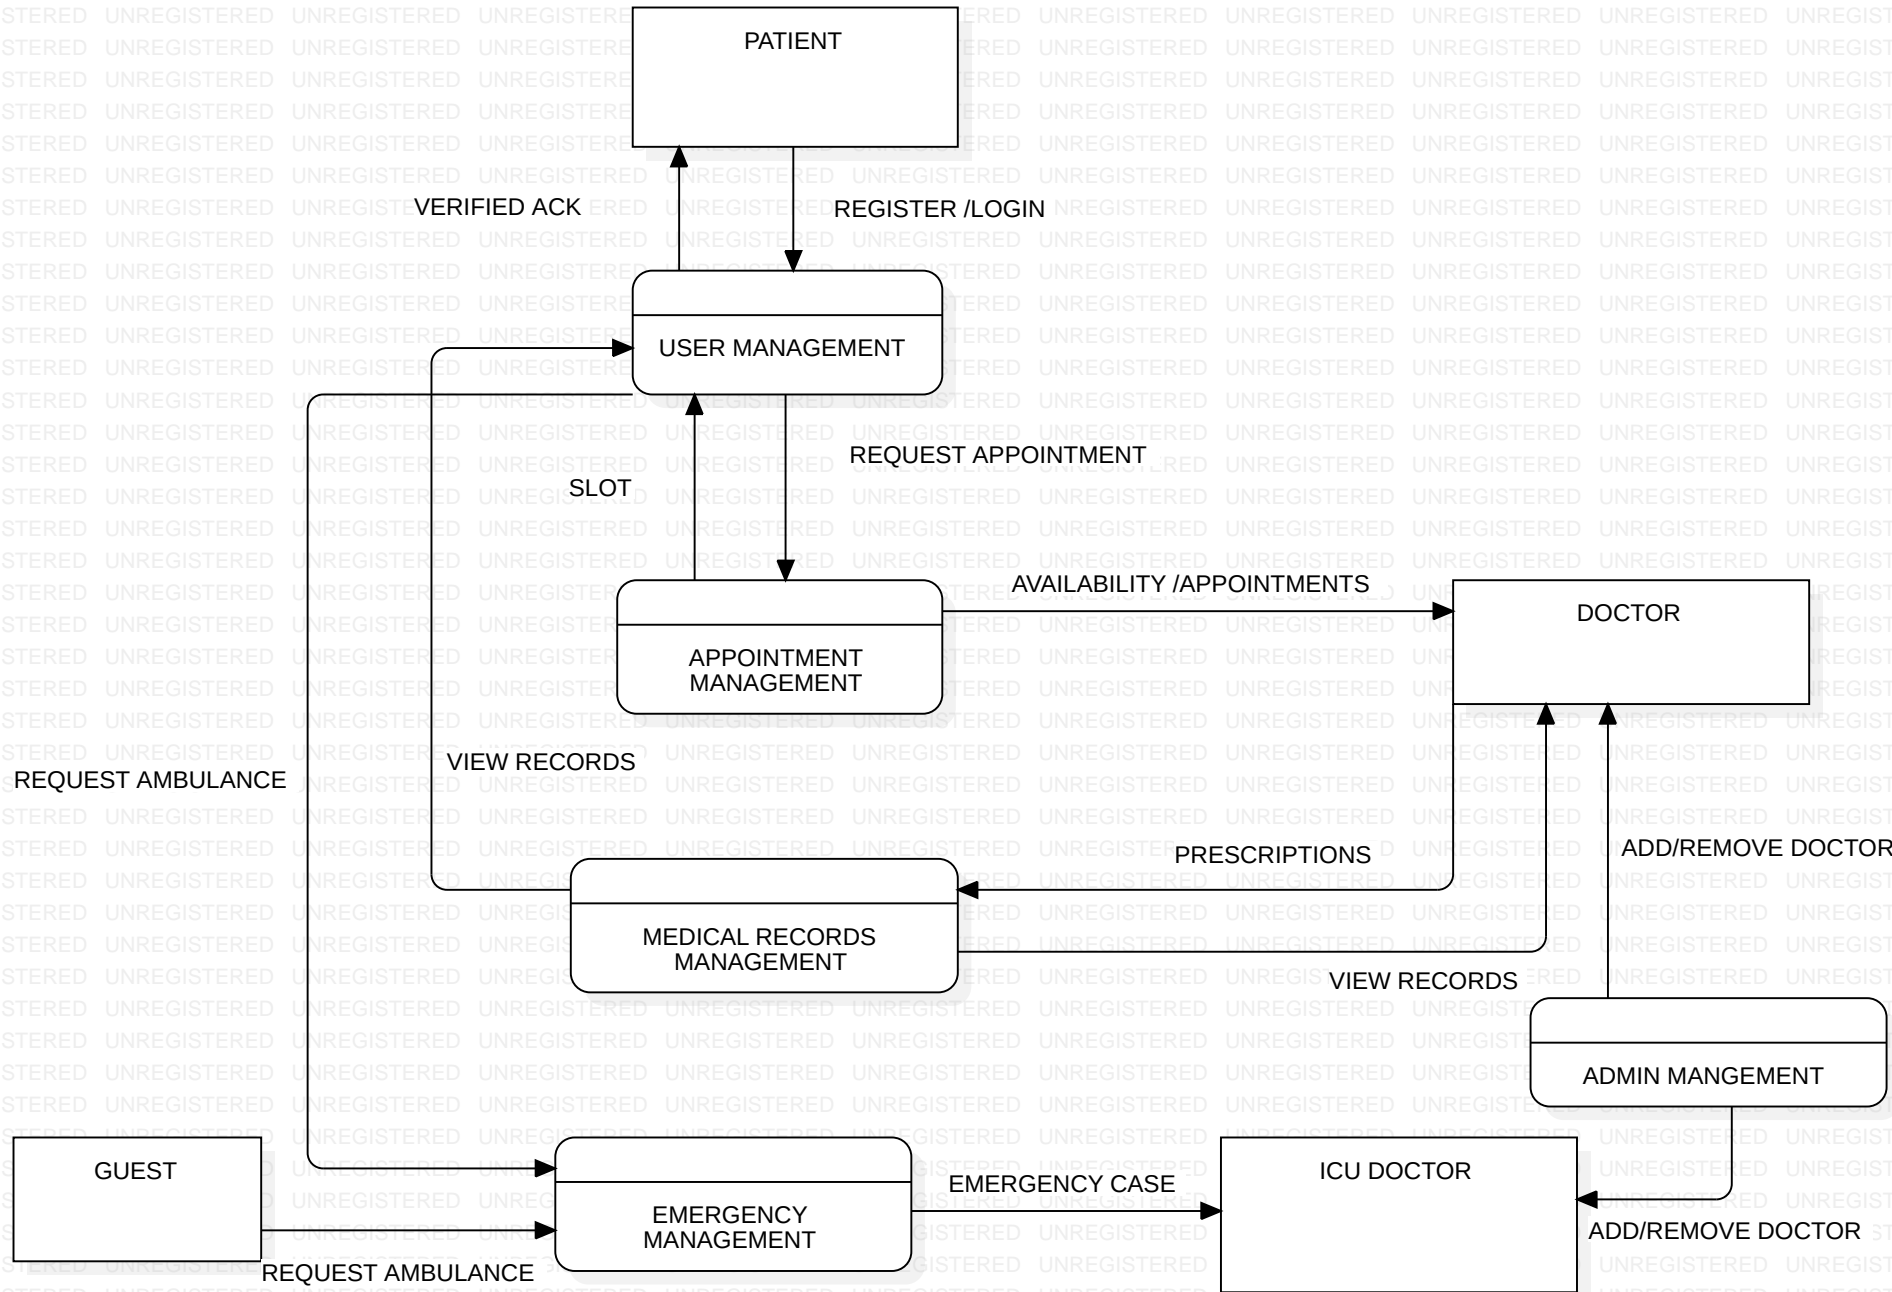 PATIENT
VERIFIED ACK
REGISTER /LOGIN
USER MANAGEMENT
REQUEST APPOINTMENT
SLOT
AVAILABILITY /APPOINTMENTS
DOCTOR
APPOINTMENT
MANAGEMENT
VIEW RECORDS
REQUEST AMBULANCE
PRESCRIPTIONS
ADD/REMOVE DOCTOR
MEDICAL RECORDS
MANAGEMENT
VIEW RECORDS
ADMIN MANGEMENT
GUEST
ICU DOCTOR
EMERGENCY CASE
EMERGENCY
MANAGEMENT
ADD/REMOVE DOCTOR
REQUEST AMBULANCE
UNREGISTERED